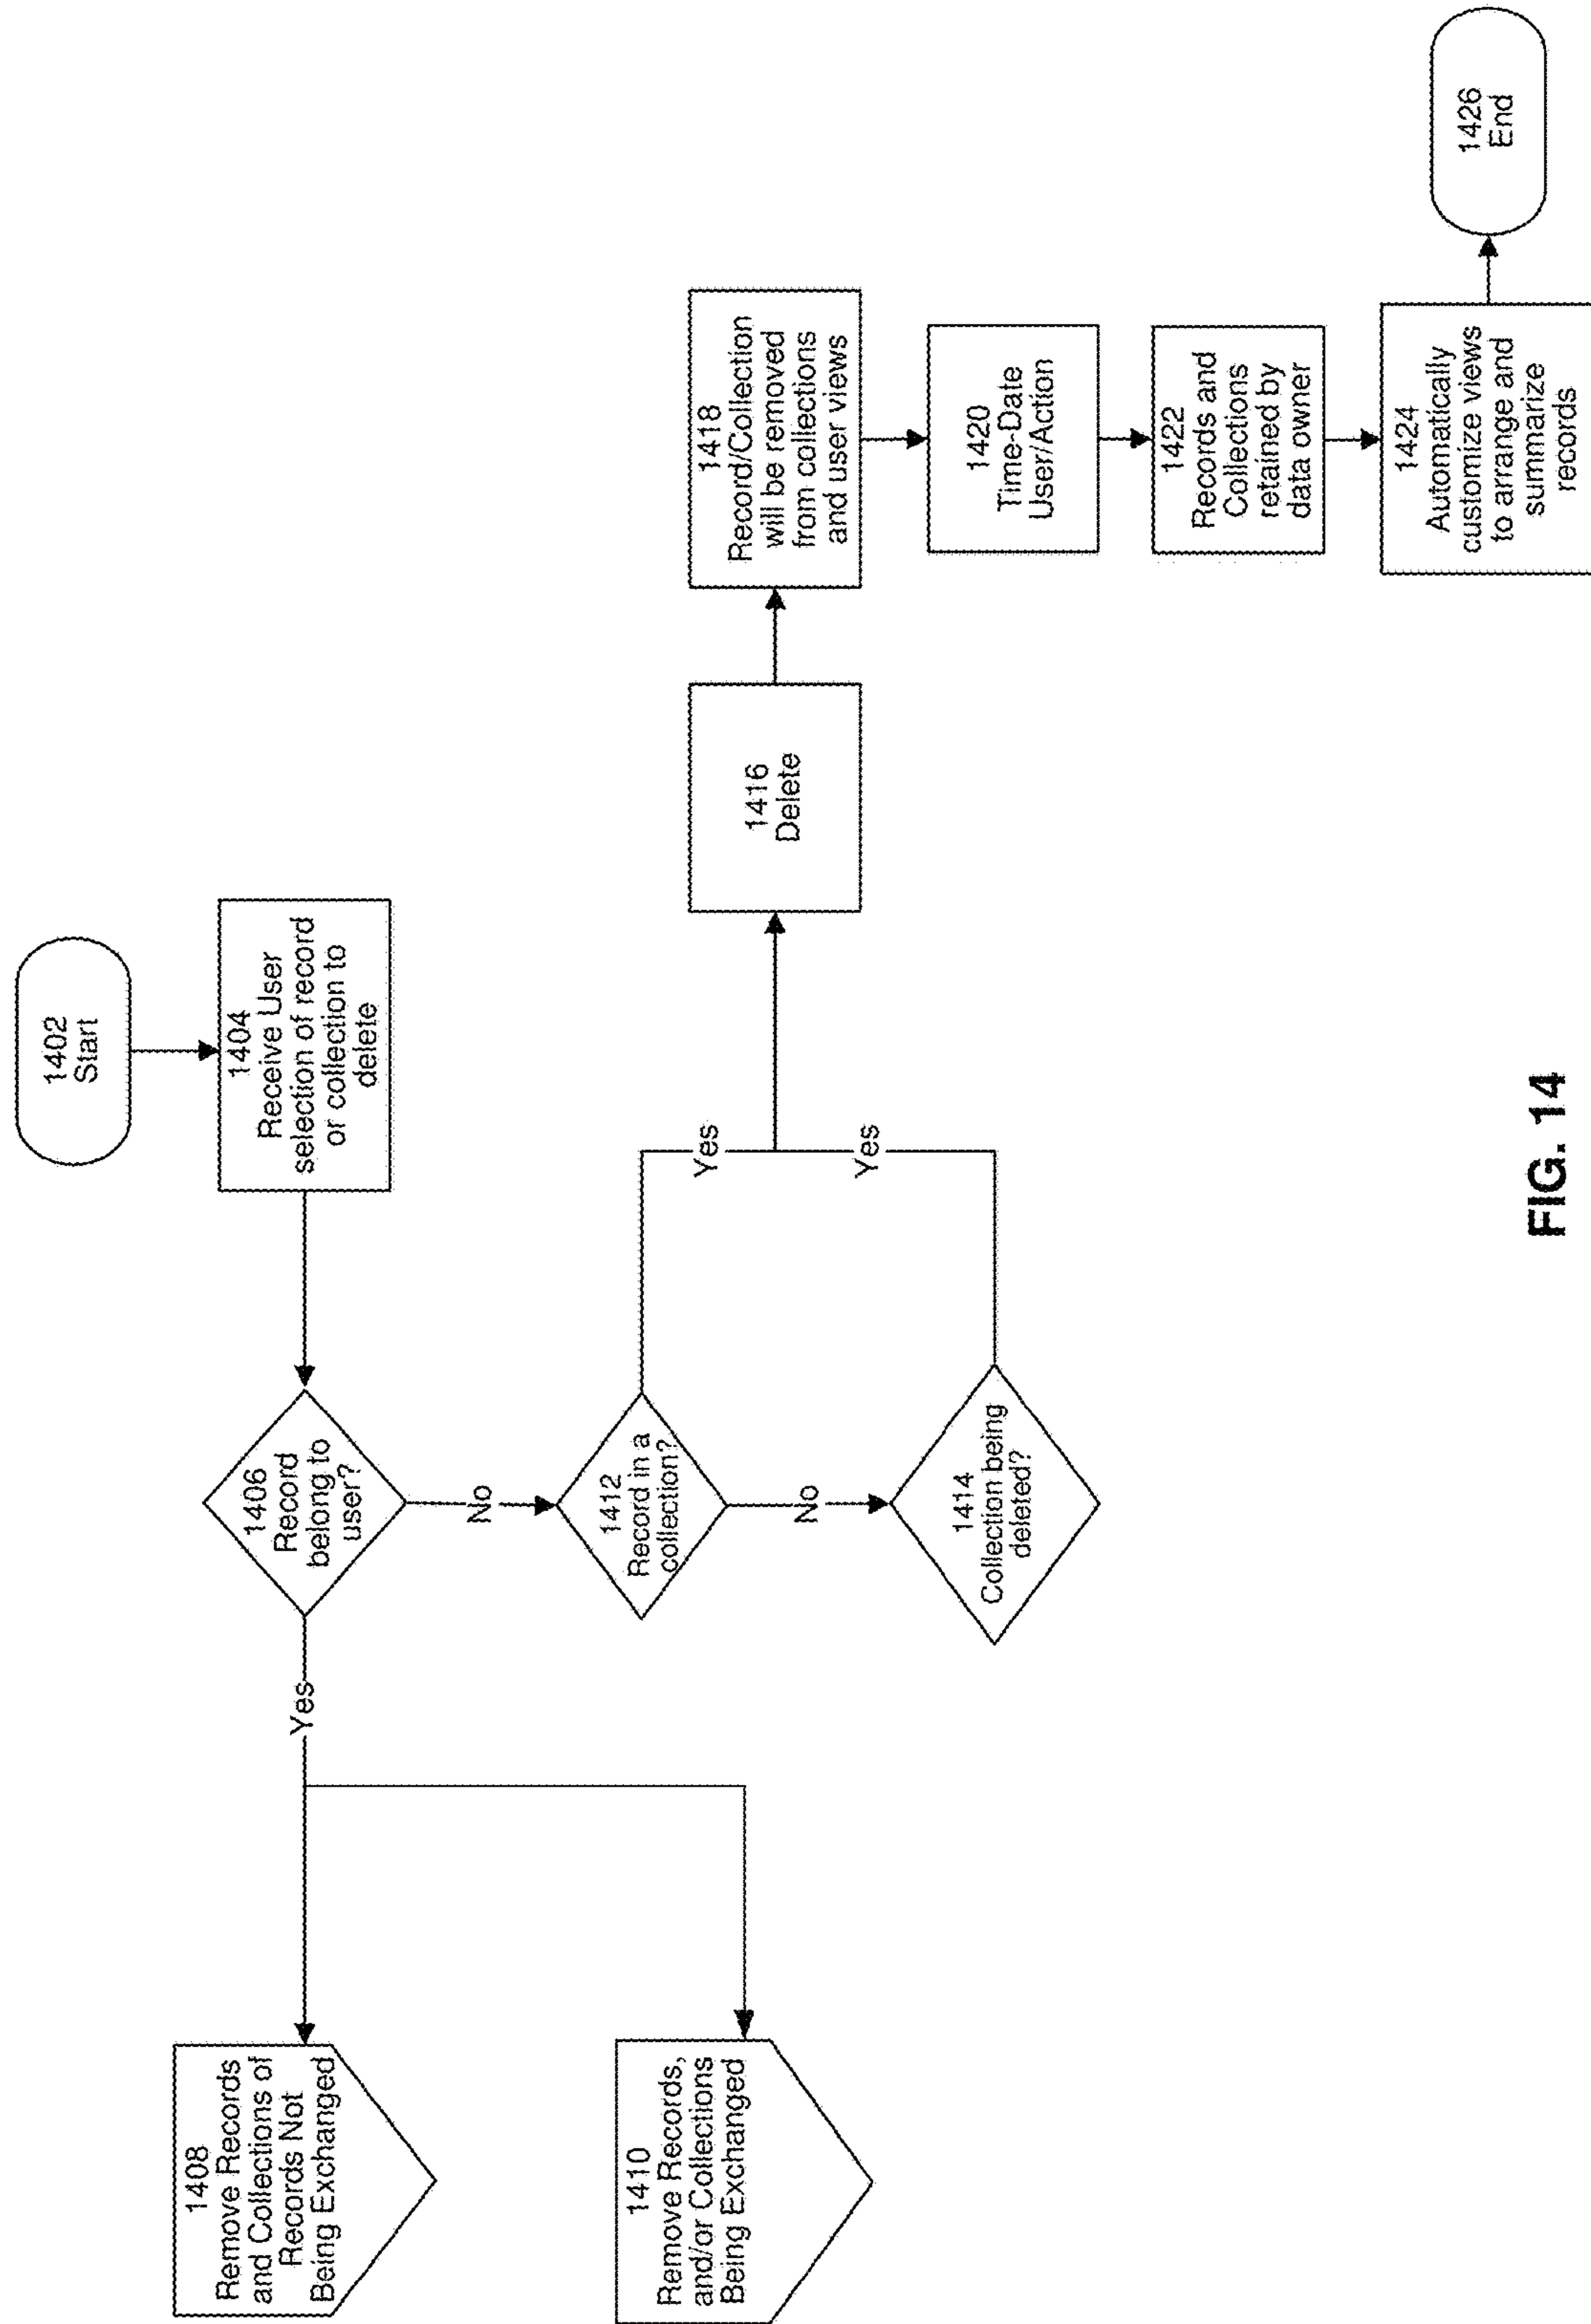 1402
Start
1404
Receive User
selection of record
or collection to
delete
1406
Record
belong to
user?
Yes
No
1408
Remove Records
and Collections of
Records Not
Being Exchanged
1410
Remove Records,
and/or Collections
Being Exchanged
1412
Record in a
collection?
Yes
No
1414
Collection being
deleted?
Yes
1416
Delete
1418
Record/Collection
will be removed
from collections
and user views
1420
Time-Date
User/Action
1422
Records and
Collections
retained by
data owner
1424
Automatically
customize views
to arrange and
summarize
records
1426
End
FIG. 14